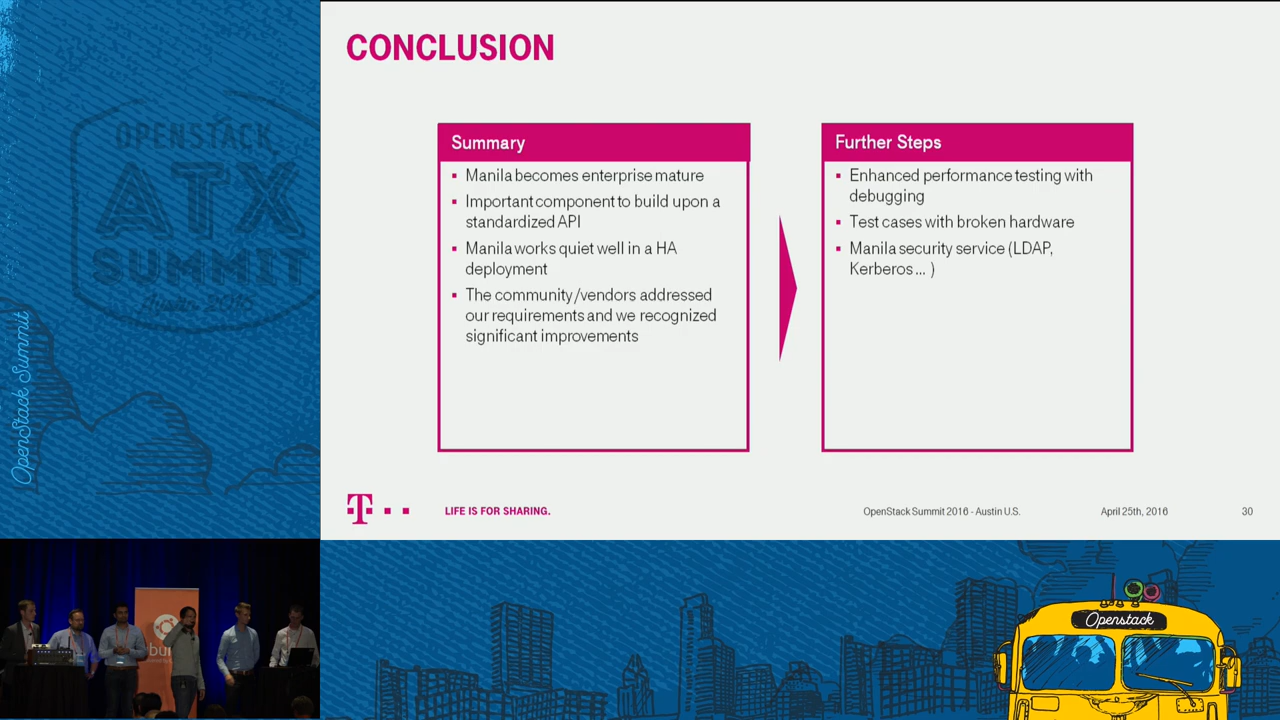 CONCLUSION
Summary
Manila becomes enterprise mature
Important component to build upon a
standardized API
Manila works quiet well in a HA
deployment
The community/vendors addressed
our requirements and we recognized
significant improvements
Further Steps
Enhanced performance testing with
debugging
Test cases with broken hardware
Manila security service (LDAP,
Kerberos ... )
T
LIFE IS FOR SHARING.
OpenStack Summit 2016 - Austin U.S.
April 25th, 2016
30
OPENSTACK
ATX
SUMMIT
Austin 2016
OpenStack Summit
Openstack